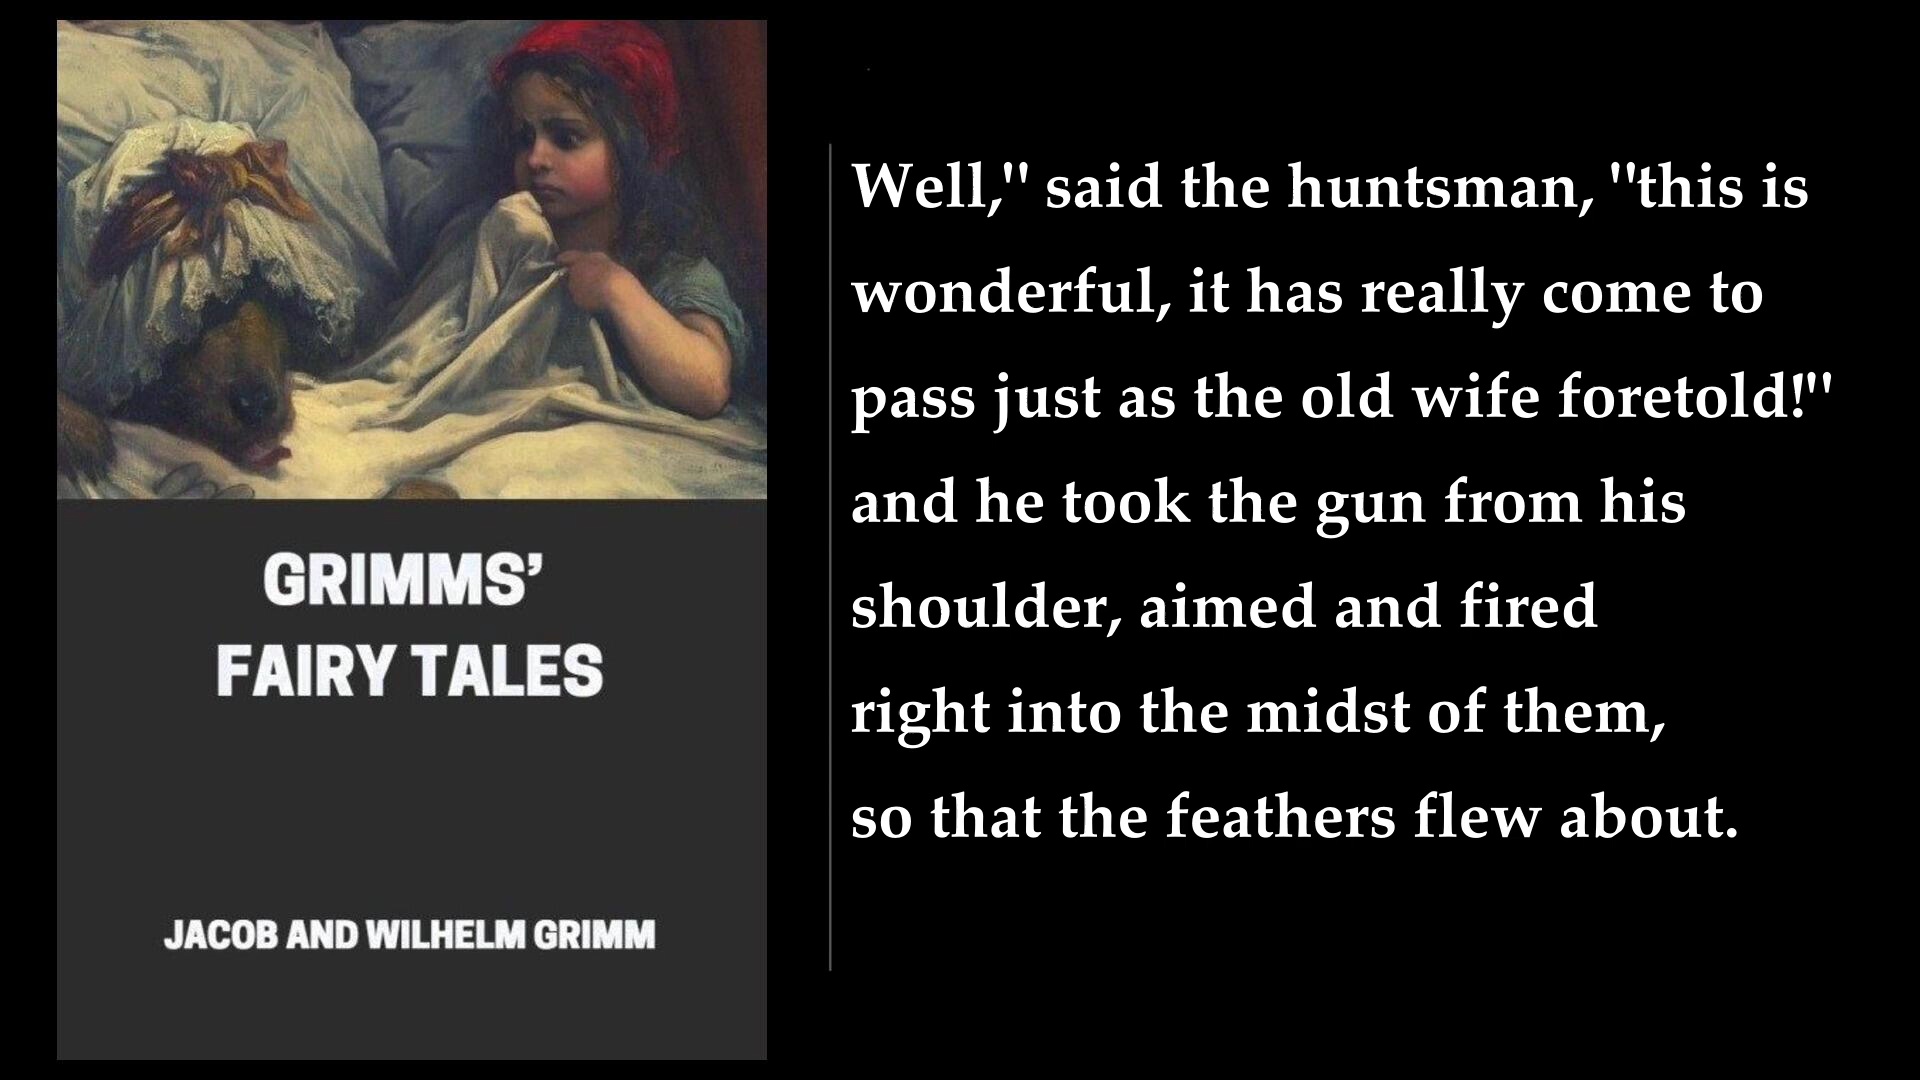 GRIMMS’
FAIRY TALES
JACOB AND WILHELM GRIMM
Well," said the huntsman, "this is
wonderful, it has really come to
pass just as the old wife foretold!"'
and he took the gun from his
shoulder, aimed and fired
right into the midst of them,
so that the feathers flew about.